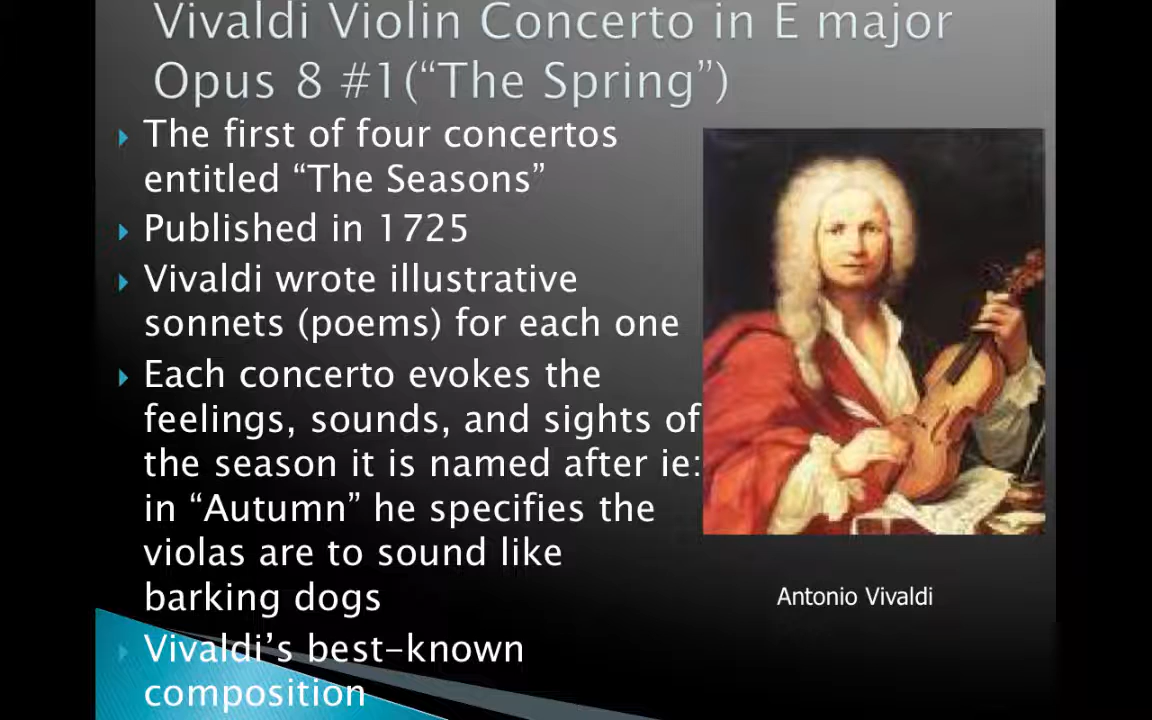 Vivaldi Violin Concerto in E major
Opus 8 #1(“The Spring”)
The first of four concertos
entitled “The Seasons”
Published in 1725
Vivaldi wrote illustrative
sonnets (poems) for each one
Each concerto evokes the
feelings, sounds, and sights of
the season it is named after ie:
in “Autumn” he specifies the
violas are to sound like
barking dogs
Vivaldi’s best-known
composition
Antonio Vivaldi